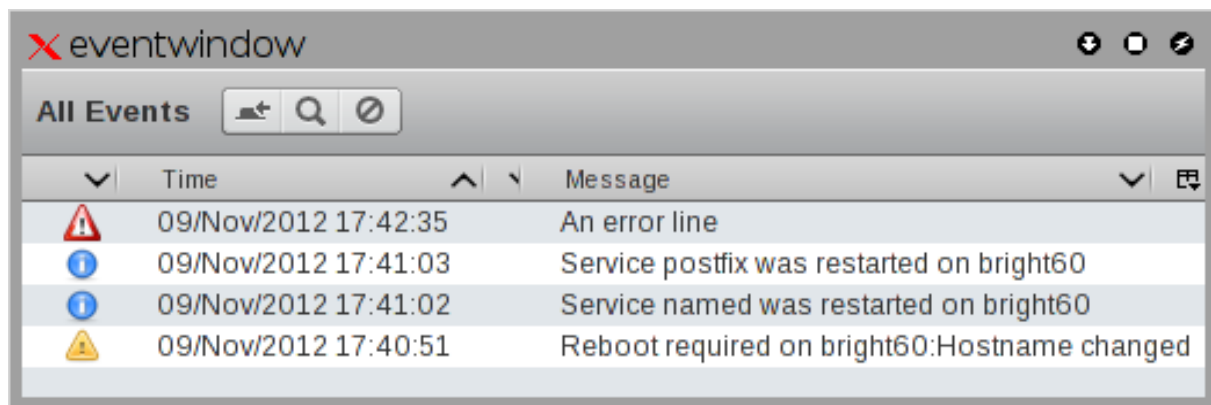 eventwindow
All Events
Time Message
09/Nov/2012 17:42:35 An error line
09/Nov/2012 17:41:03 Service postfix was restarted on bright60
09/Nov/2012 17:41:02 Service named was restarted on bright60
09/Nov/2012 17:40:51 Reboot required on bright60:Hostname changed